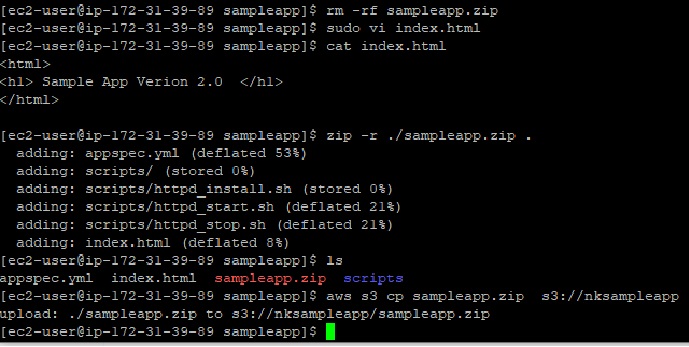 [ec2-user@ip-172-31-39-89 sampleapp]$ rm -rf sampleapp.zip
[ec2-user@ip-172-31-39-89 sampleapp]$ sudo vi index.html
[ec2-user@ip-172-31-39-89 sampleapp]$ cat index.html
<html>
<h1> Sample App Verion 2.0  </h1>
</html>
[ec2-user@ip-172-31-39-89 sampleapp]$ zip -r ./sampleapp.zip .
  adding: appspec.yml (deflated 53%)
  adding: scripts/ (stored 0%)
  adding: scripts/httpd_install.sh (stored 0%)
  adding: scripts/httpd_start.sh (deflated 21%)
  adding: scripts/httpd_stop.sh (deflated 21%)
  adding: index.html (deflated 8%)
[ec2-user@ip-172-31-39-89 sampleapp]$ ls
appspec.yml  index.html  sampleapp.zip  scripts
[ec2-user@ip-172-31-39-89 sampleapp]$ aws s3 cp sampleapp.zip  s3://nksampleapp
upload: ./sampleapp.zip to s3://nksampleapp/sampleapp.zip
[ec2-user@ip-172-31-39-89 sampleapp]$